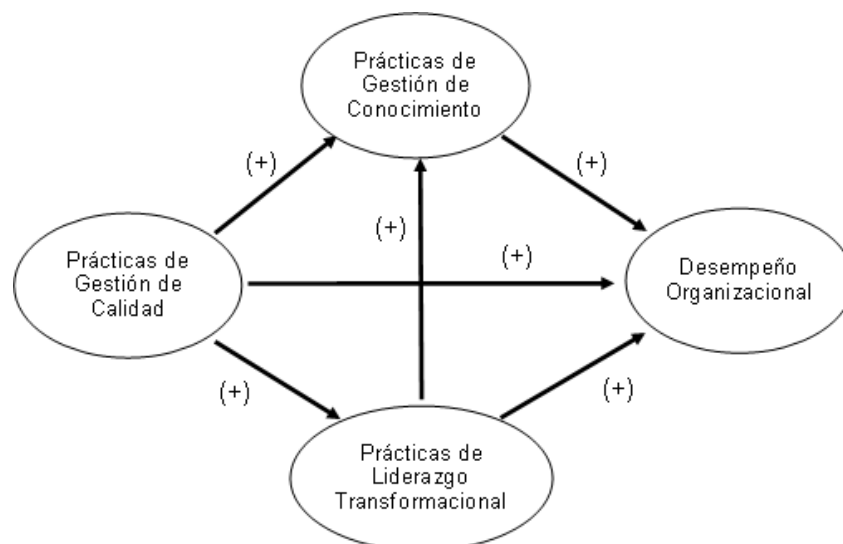 Prácticas de
Gestión de
Conocimiento
(+)
(+)
(+)
Prácticas de
Gestión de
Calidad
(+)
Desempeño
Organizacional
(+)
(+)
Prácticas de
Liderazgo
Transformacional